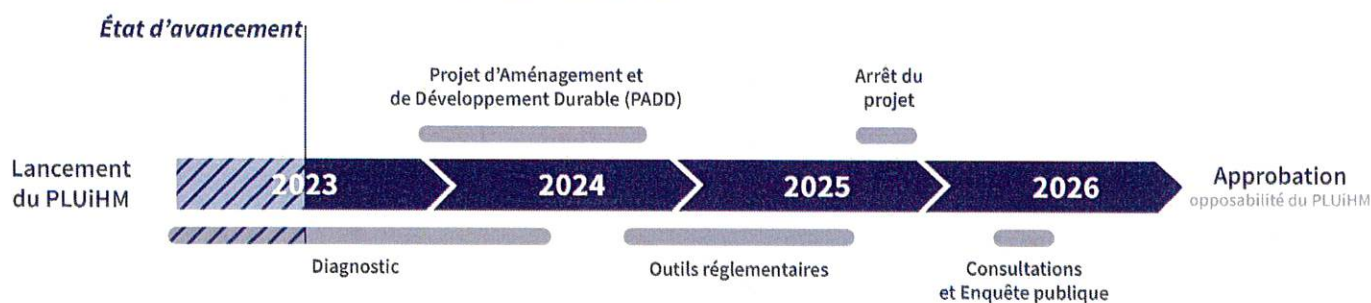 État d'avancement
Projet d'Aménagement et
de Développement Durable (PADD)
Arrêt du
projet
Lancement
du PLUiHM
2023
2024
2025
2026
Approbation
opposabilité du PLUiHM
Diagnostic
Outils réglementaires
Consultations
et Enquête publique